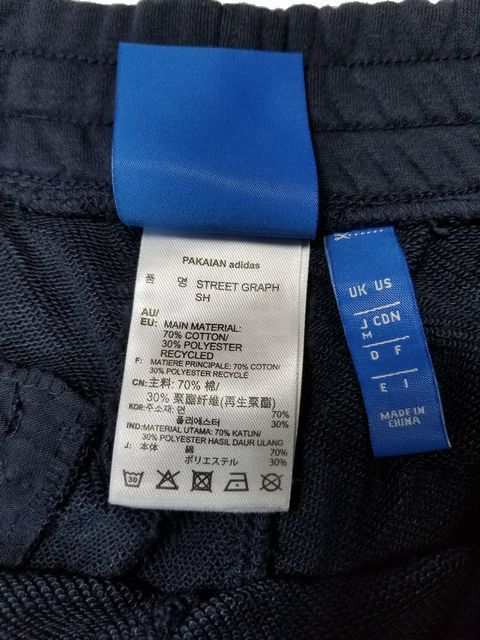 PAKAIAN adidas
품 명 STREET GRAPH
SH
AU/
EU: MAIN MATERIAL:
70% COTTON/
30% POLYESTER
RECYCLED
F: MATIERE PRINCIPALE: 70% COTON/
30% POLYESTER RECYCLÉ
CN: 主料: 70% 棉/
30% 聚酯纤维(再生聚酯)
KOR: 주소재: 면 70%
폴리에스터 30%
IND: MATERIAL UTAMA: 70% KATUN/
30% POLYESTER HASIL DAUR ULANG
J: 本体 綿 70%
ポリエステル 30%
30
UK US
J CDN
M
D F
E I
MADE IN
CHINA